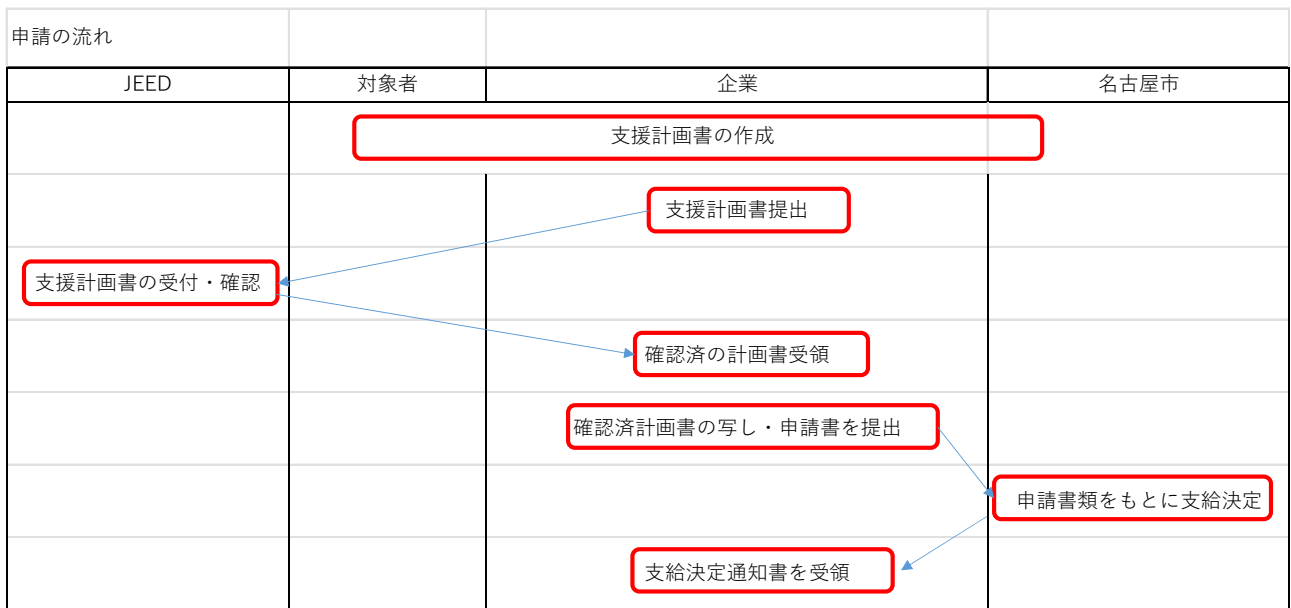 申請の流れ
JEED 対象者 企業 名古屋市
支援計画書の作成
支援計画書提出
支援計画書の受付・確認
確認済の計画書受領
確認済計画書の写し・申請書を提出
申請書類をもとに支給決定
支給決定通知書を受領